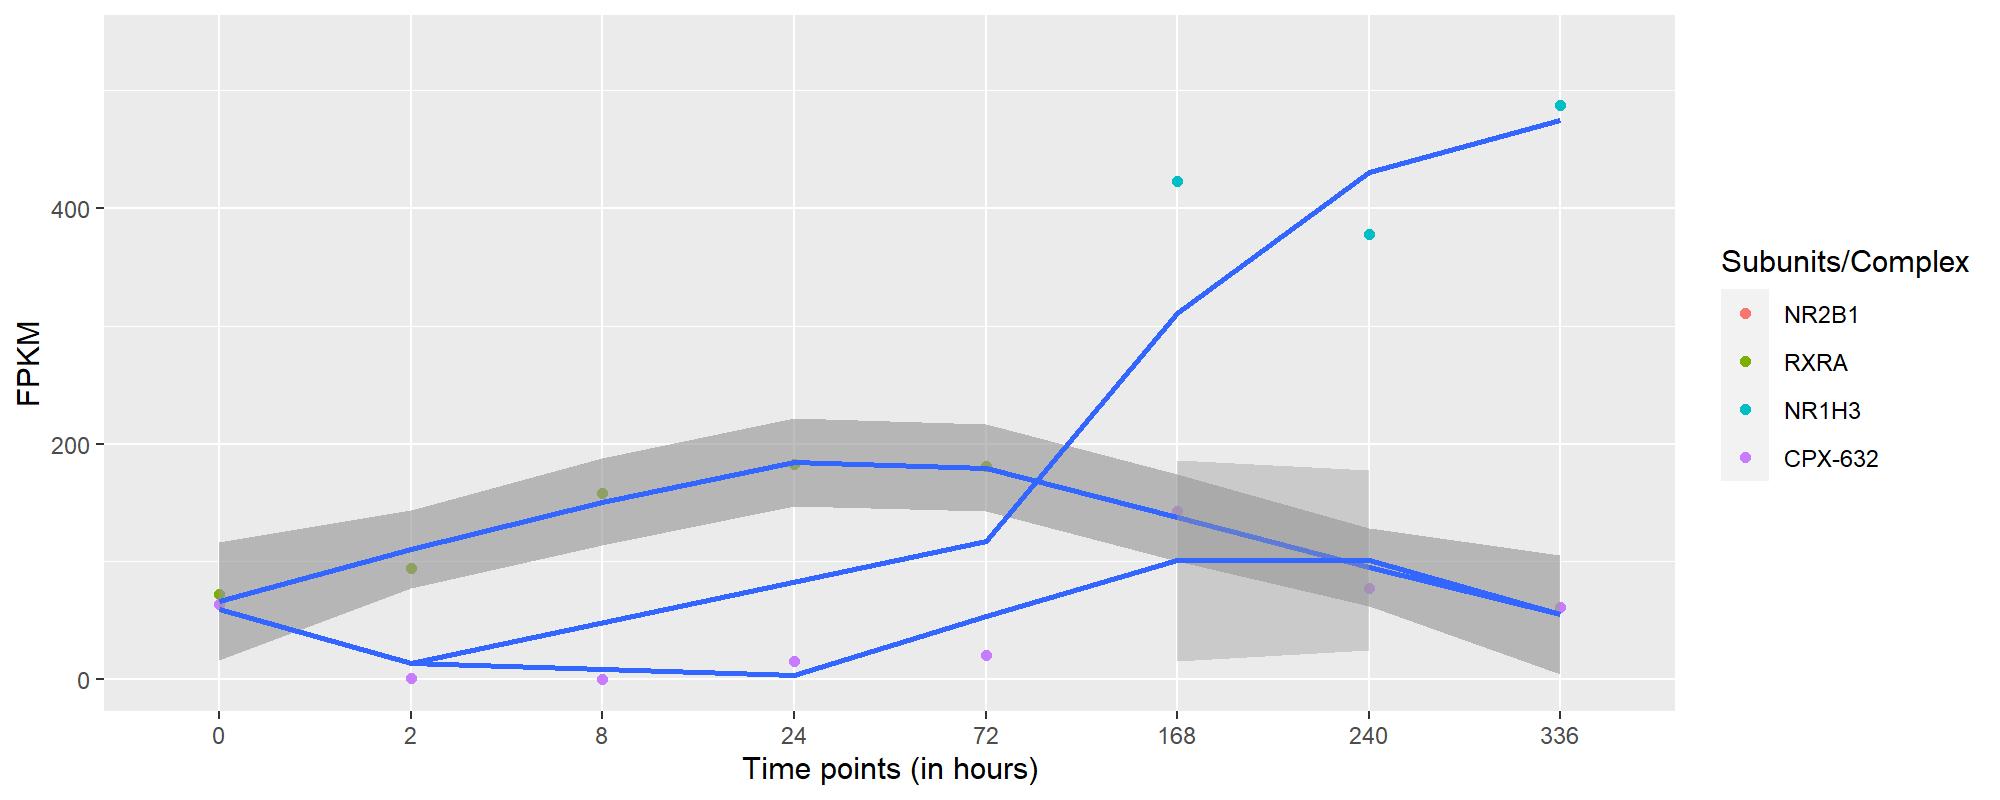 FPKM
400
200
0
0 2 8 24 72 168 240 336
Time points (in hours)
Subunits/Complex
NR2B1
RXRA
NR1H3
CPX-632